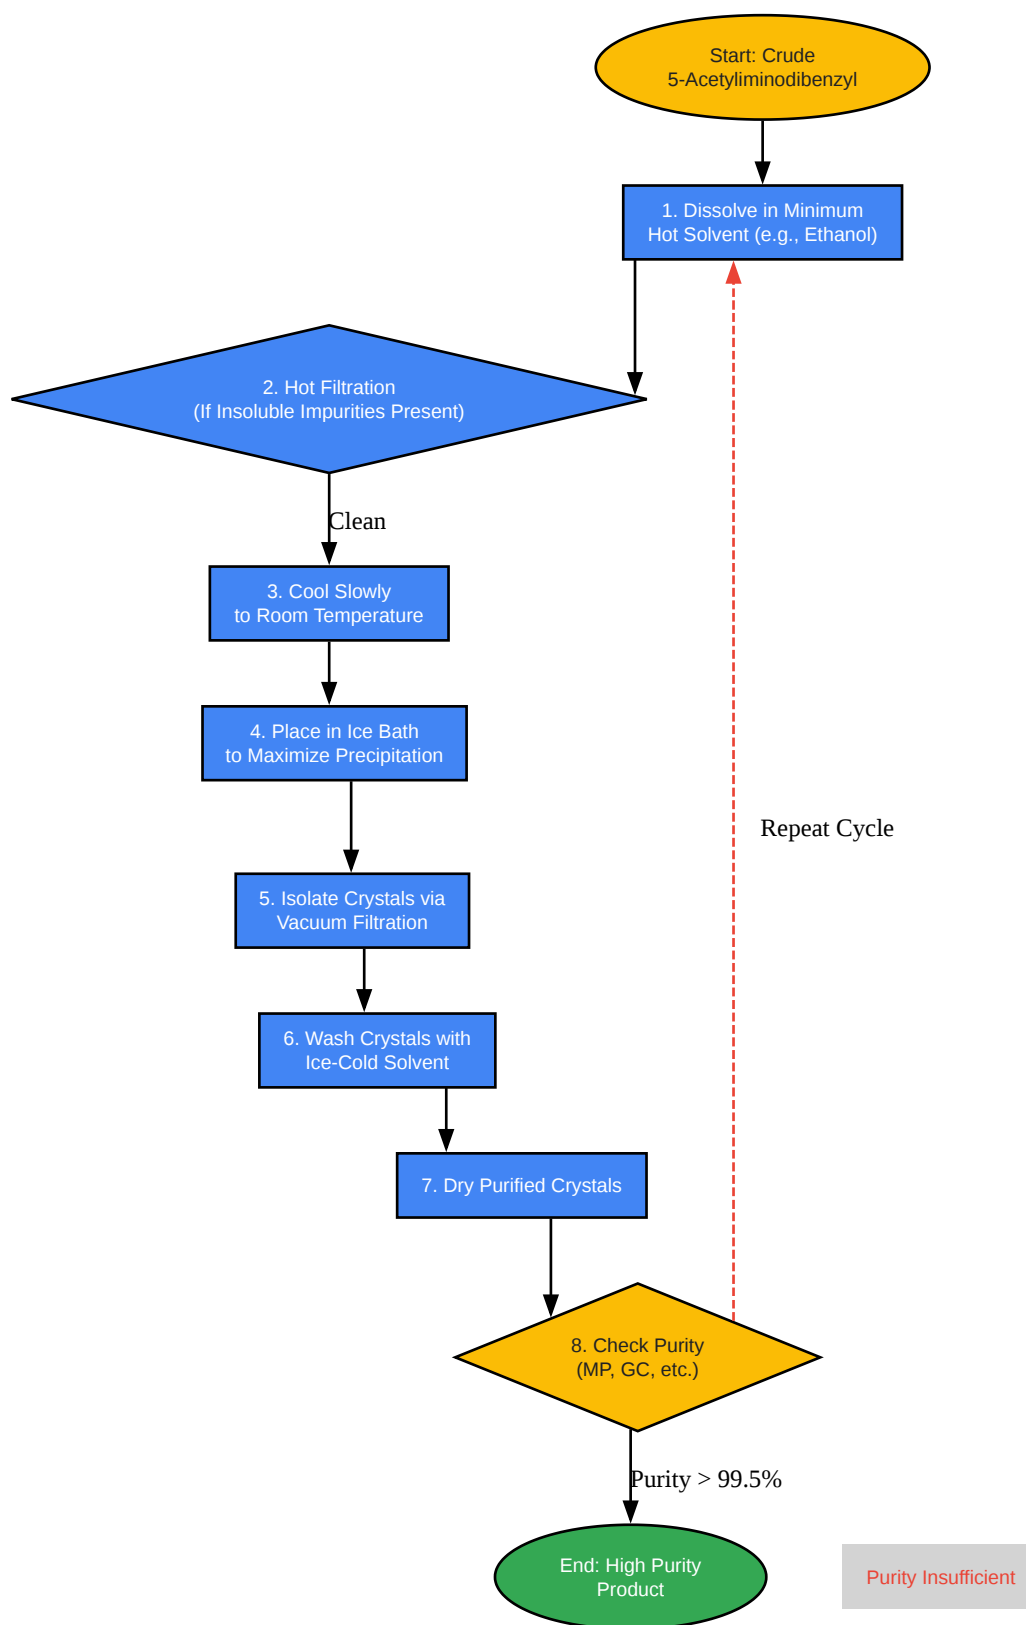 Start: Crude
5-Acetyliminodibenzyl
1. Dissolve in Minimum
Hot Solvent (e.g., Ethanol)
2. Hot Filtration
(If Insoluble Impurities Present)
Clean
3. Cool Slowly
to Room Temperature
4. Place in Ice Bath
to Maximize Precipitation
Repeat Cycle
5. Isolate Crystals via
Vacuum Filtration
6. Wash Crystals with
Ice-Cold Solvent
7. Dry Purified Crystals
8. Check Purity
(MP, GC, etc.)
Purity > 99.5%
End: High Purity
Product
Purity Insufficient